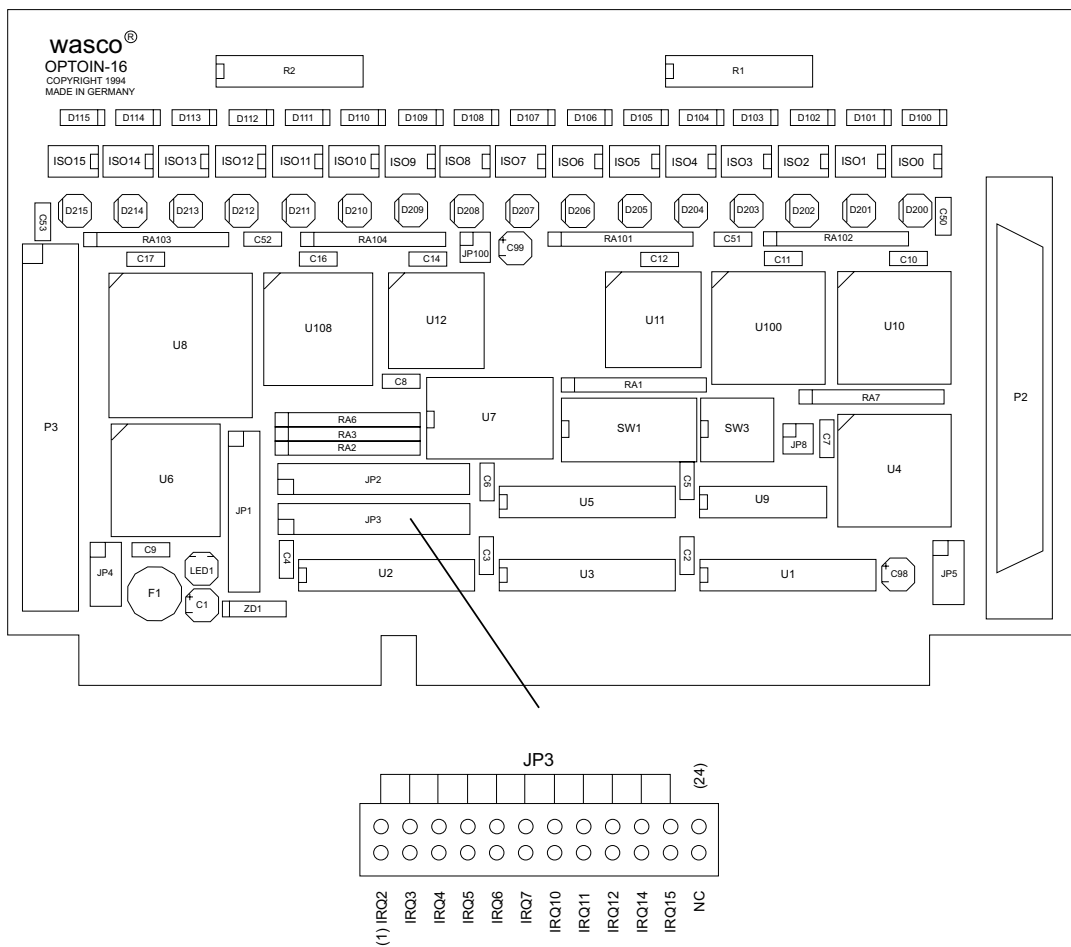 wasco®
OPTOIN-16
COPYRIGHT 1994
MADE IN GERMANY
R2 R1
D115 D114 D113 D112 D111 D110 D109 D108 D107 D106 D105 D104 D103 D102 D101 D100
ISO15 ISO14 ISO13 ISO12 ISO11 ISO10 ISO9 ISO8 ISO7 ISO6 ISO5 ISO4 ISO3 ISO2 ISO1 ISO0
C53 D215 D214 D213 D212 D211 D210 D209 D208 D207 D206 D205 D204 D203 D202 D201 D200 C50
RA103 C52 RA104 JP100 C99 RA101 C51 RA102
C17 C16 C14 C12 C11 C10
U8 U108 U12 U11 U100 U10
C8 RA1 RA7
P3 P2
RA6 U7 SW1 SW3 JP8 C7
RA3
RA2
U6 JP1 JP2 C6 C5 U4
U5 U9
JP3
C9 C4 C3 C2
JP4 LED1 U2 U3 U1 C98 JP5
F1 C1 ZD1
JP3
(24)
(1) IRQ2
IRQ3
IRQ4
IRQ5
IRQ6
IRQ7
IRQ10
IRQ11
IRQ12
IRQ14
IRQ15
NC